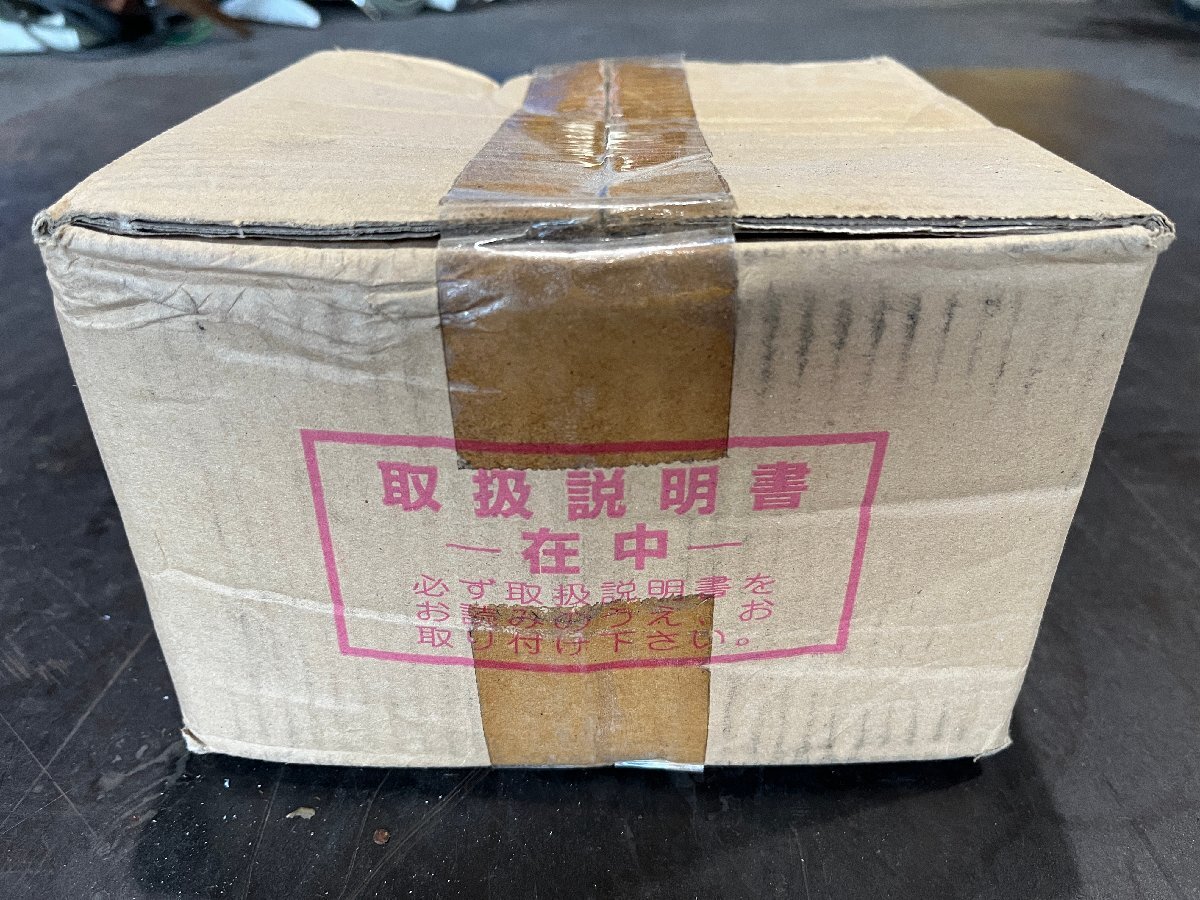 取扱説明書
－在中－
必ず取扱説明書を
お読みのうえ、お
取り付け下さい。